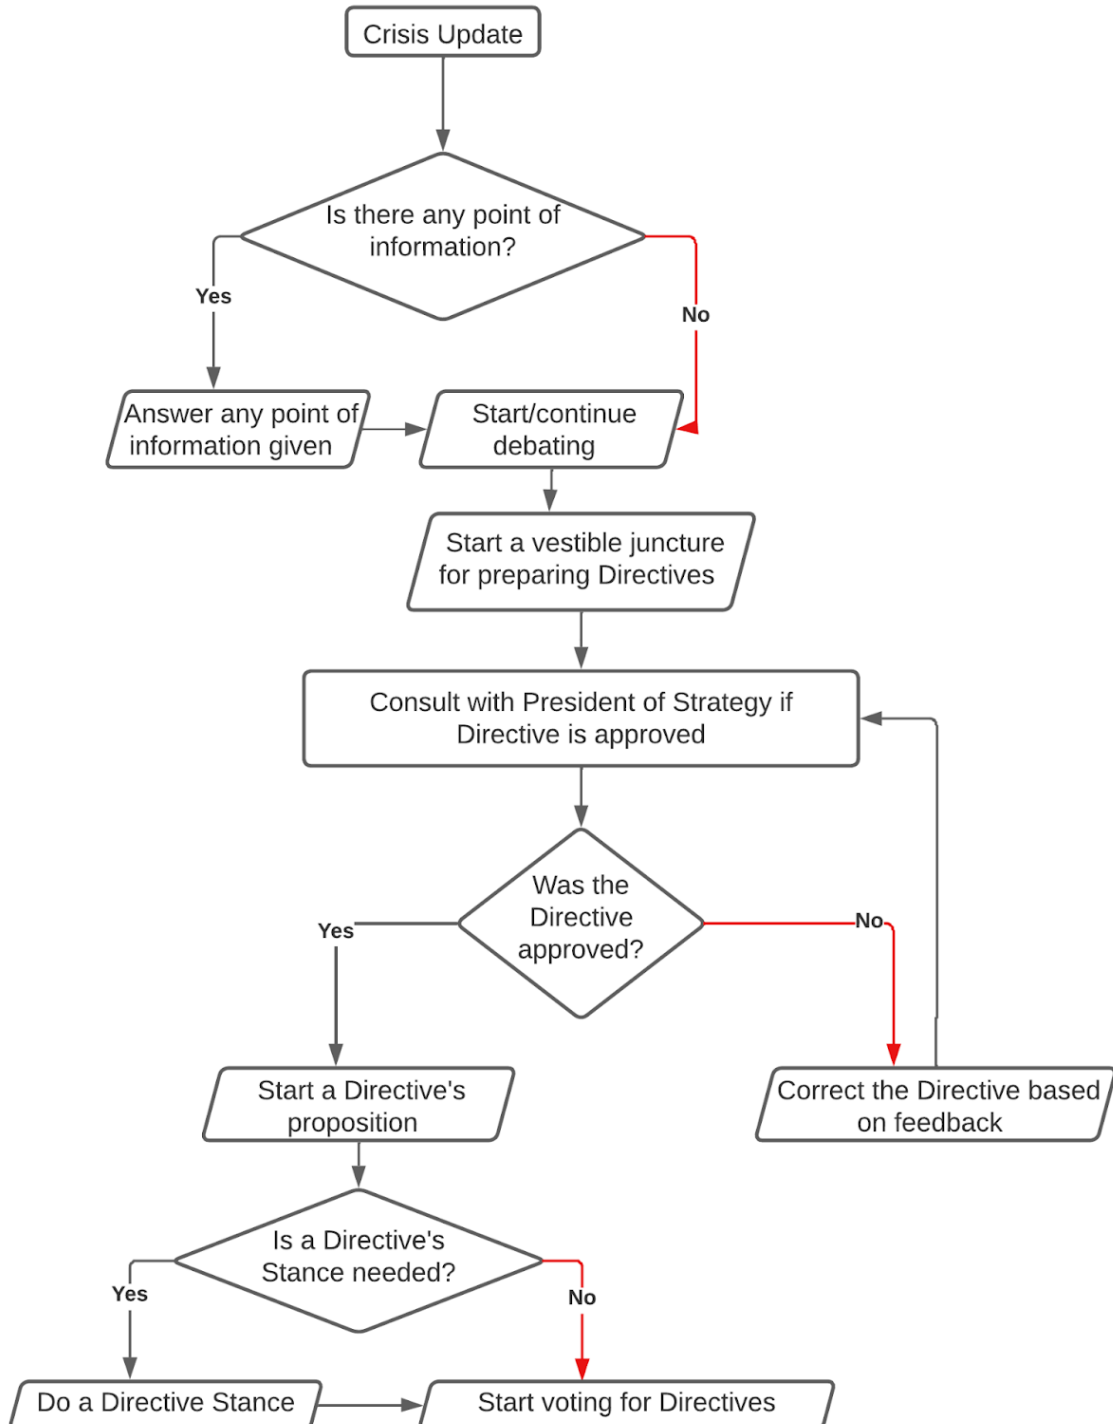 Crisis Update
Is there any point of
information?
Yes
No
Answer any point of
information given
Start/continue
debating
Start a vestible juncture
for preparing Directives
Consult with President of Strategy if
Directive is approved
Was the
Directive
approved?
Yes
No
Start a Directive's
proposition
Correct the Directive based
on feedback
Is a Directive's
Stance needed?
Yes
No
Do a Directive Stance
Start voting for Directives